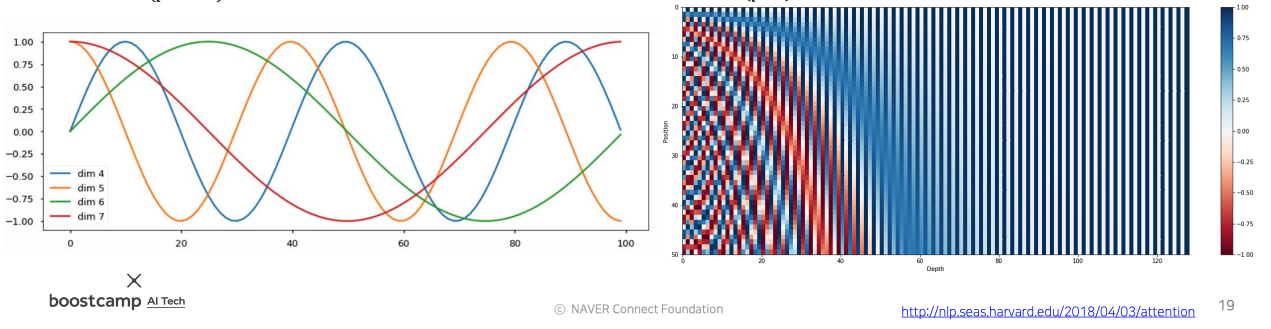 1.00
0.75
0.50
0.25
0.00
−0.25
−0.50
−0.75
−1.00
dim 4
dim 5
dim 6
dim 7
0 20 40 60 80 100
Position
0
10
20
30
40
50
0 20 40 60 80 100 120
Depth
1.00
0.75
0.50
0.25
0.00
−0.25
−0.50
−0.75
−1.00
boostcamp AI Tech
© NAVER Connect Foundation
http://nlp.seas.harvard.edu/2018/04/03/attention
19